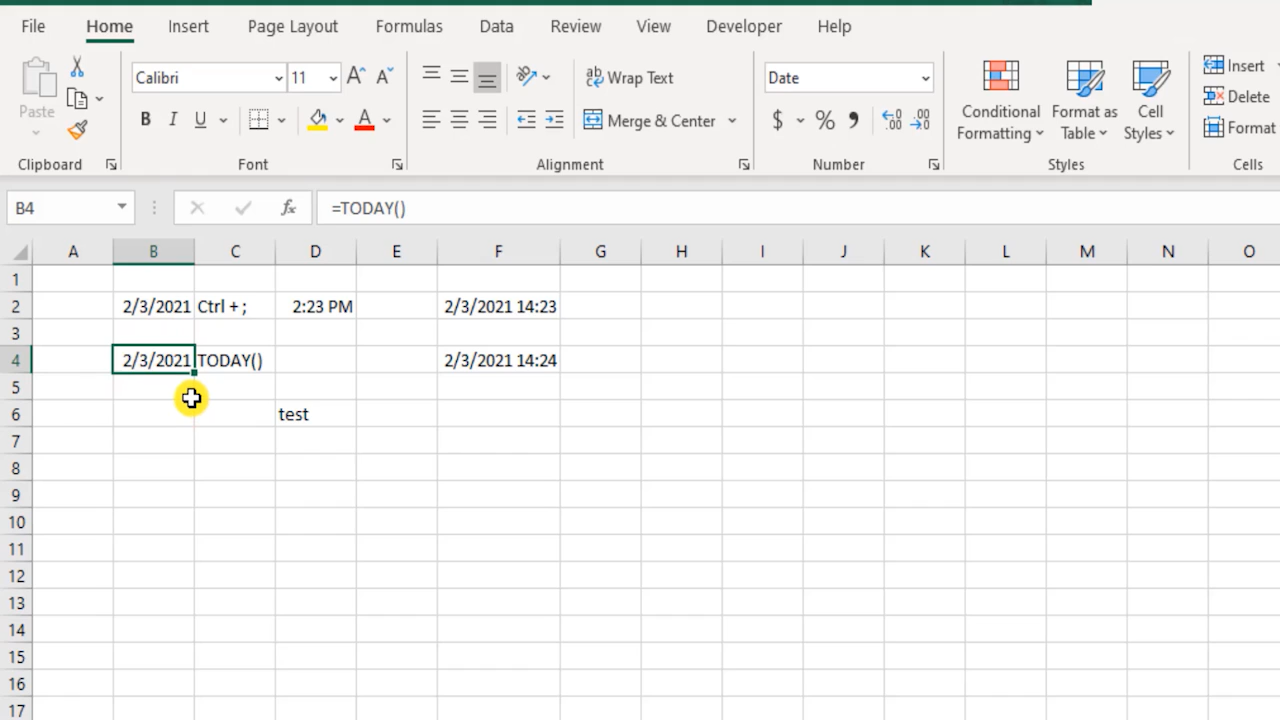 File Home Insert Page Layout Formulas Data Review View Developer Help
Calibri 11 A A ab Wrap Text Date Insert
Paste Conditional Format as Cell Delete
B I U A Merge & Center $ % Formatting Table Styles Format
Clipboard Font Alignment Number Styles Cells
B4 fx =TODAY()
A B C D E F G H I J K L M N O
1
2 2/3/2021 Ctrl + ; 2:23 PM 2/3/2021 14:23
3
4 2/3/2021 TODAY() 2/3/2021 14:24
5
6 test
7
8
9
10
11
12
13
14
15
16
17